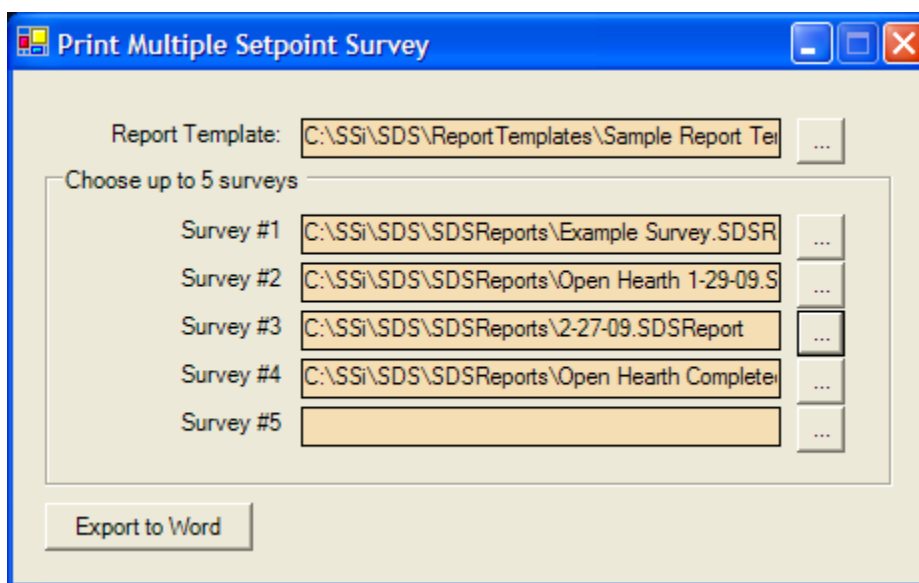 Print Multiple Setpoint Survey
Report Template: C:\SSi\SDS\ReportTemplates\Sample Report Ter ...
Choose up to 5 surveys
Survey #1 C:\SSi\SDS\SDSReports\Example Survey.SDSR ...
Survey #2 C:\SSi\SDS\SDSReports\Open Hearth 1-29-09.S ...
Survey #3 C:\SSi\SDS\SDSReports\2-27-09.SDSReport ...
Survey #4 C:\SSi\SDS\SDSReports\Open Hearth Completed ...
Survey #5 ...
Export to Word